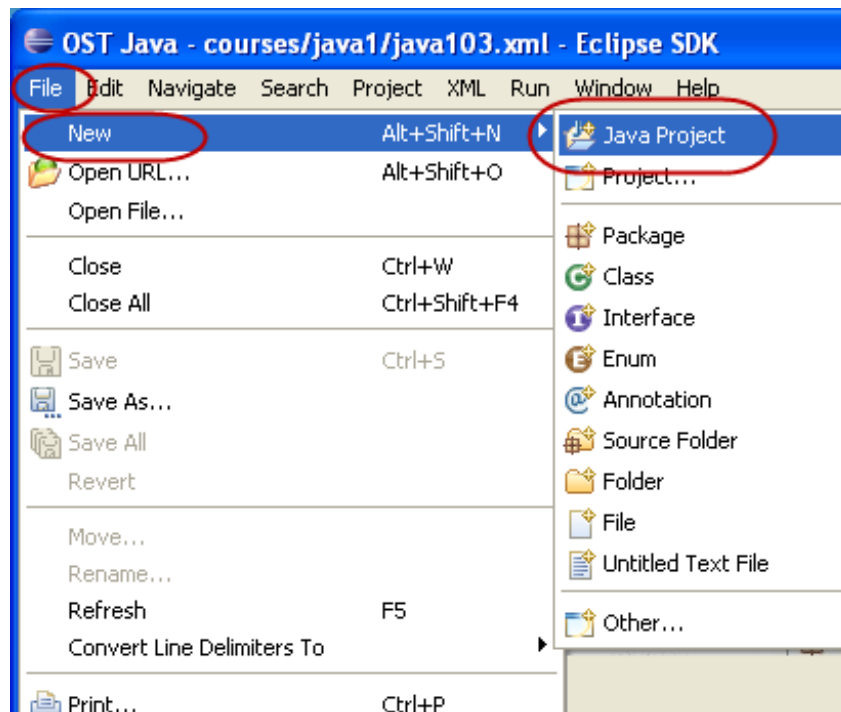 OST Java - courses/java1/java103.xml - Eclipse SDK
File Edit Navigate Search Project XML Run Window Help
New Alt+Shift+N
Open URL... Alt+Shift+O
Open File...
Close Ctrl+W
Close All Ctrl+Shift+F4
Save Ctrl+S
Save As...
Save All
Revert
Move...
Rename...
Refresh F5
Convert Line Delimiters To
Print... Ctrl+P
Java Project
Project...
Package
Class
Interface
Enum
Annotation
Source Folder
Folder
File
Untitled Text File
Other...